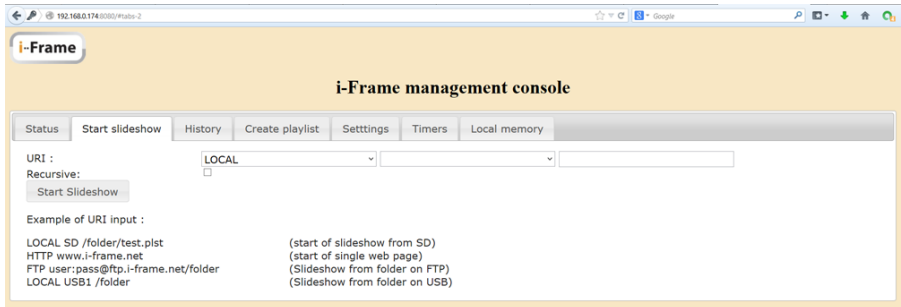 192.168.0.174:8080/#tabs-2
Google
i-Frame
i-Frame management console
Status Start slideshow History Create playlist Setttings Timers Local memory
URI : LOCAL
Recursive:
Start Slideshow
Example of URI input :
LOCAL SD /folder/test.plst (start of slideshow from SD)
HTTP www.i-frame.net (start of single web page)
FTP user:pass@ftp.i-frame.net/folder (Slideshow from folder on FTP)
LOCAL USB1 /folder (Slideshow from folder on USB)